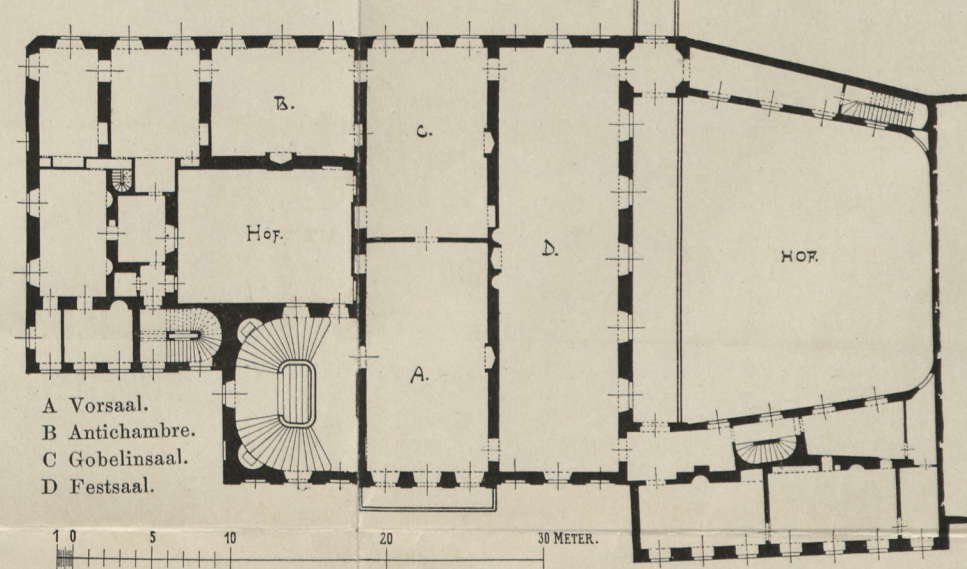 B.
C.
Hof.
D.
HOF.
A.
A Vorsaal.
B Antichambre.
C Gobelinsaal.
D Festsaal.
1 0 5 10 20 30 METER.